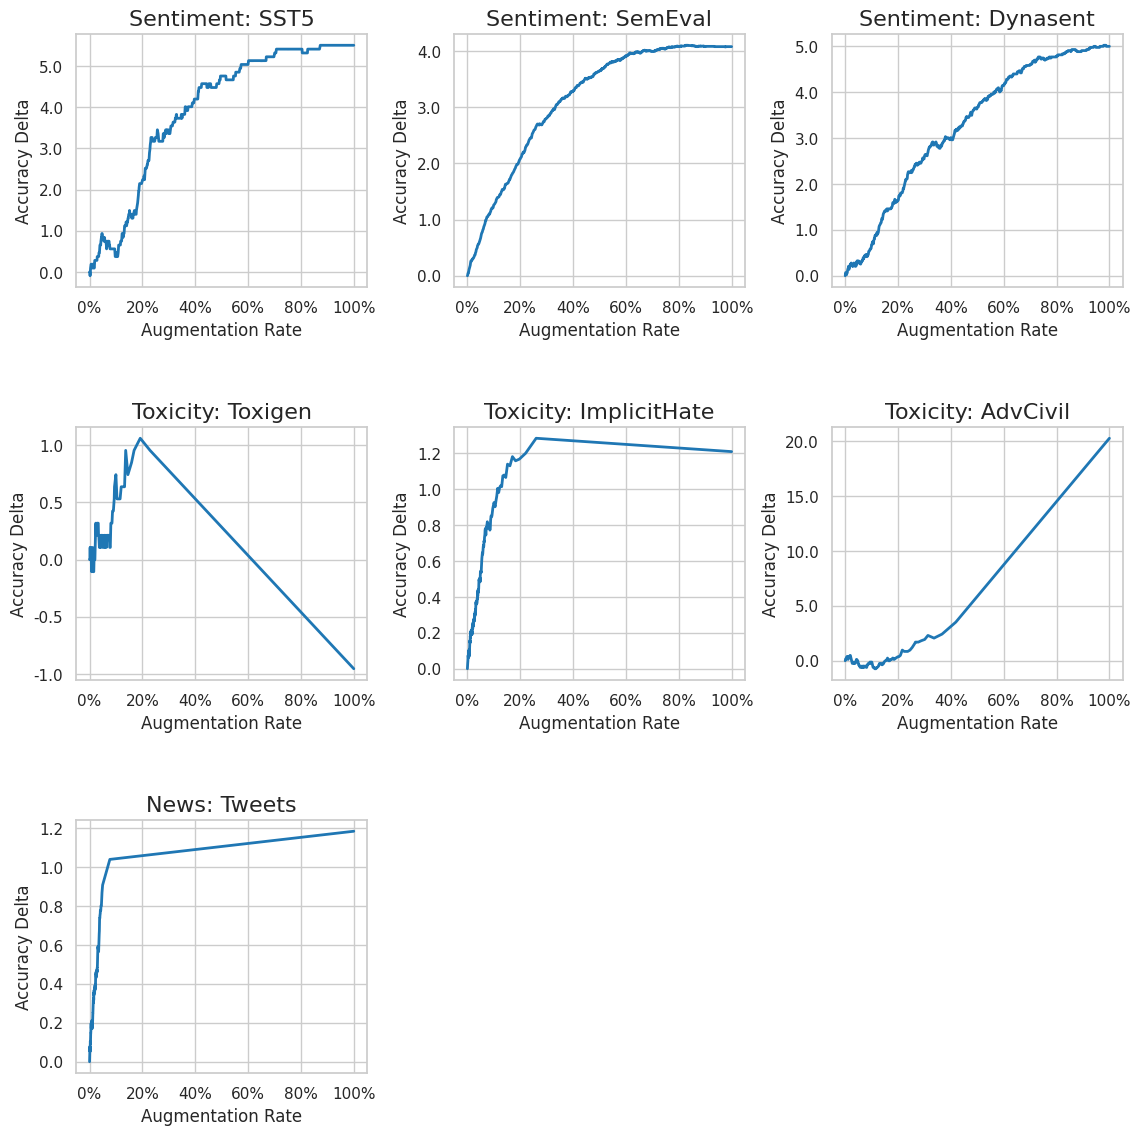 Sentiment: SST5
Accuracy Delta
5.0
4.0
3.0
2.0
1.0
0.0
0% 20% 40% 60% 80% 100%
Augmentation Rate
Sentiment: SemEval
Accuracy Delta
4.0
3.0
2.0
1.0
0.0
0% 20% 40% 60% 80% 100%
Augmentation Rate
Sentiment: Dynasent
Accuracy Delta
5.0
4.0
3.0
2.0
1.0
0.0
0% 20% 40% 60% 80% 100%
Augmentation Rate
Toxicity: Toxigen
Accuracy Delta
1.0
0.5
0.0
-0.5
-1.0
0% 20% 40% 60% 80% 100%
Augmentation Rate
Toxicity: ImplicitHate
Accuracy Delta
1.2
1.0
0.8
0.6
0.4
0.2
0.0
0% 20% 40% 60% 80% 100%
Augmentation Rate
Toxicity: AdvCivil
Accuracy Delta
20.0
15.0
10.0
5.0
0.0
0% 20% 40% 60% 80% 100%
Augmentation Rate
News: Tweets
Accuracy Delta
1.2
1.0
0.8
0.6
0.4
0.2
0.0
0% 20% 40% 60% 80% 100%
Augmentation Rate